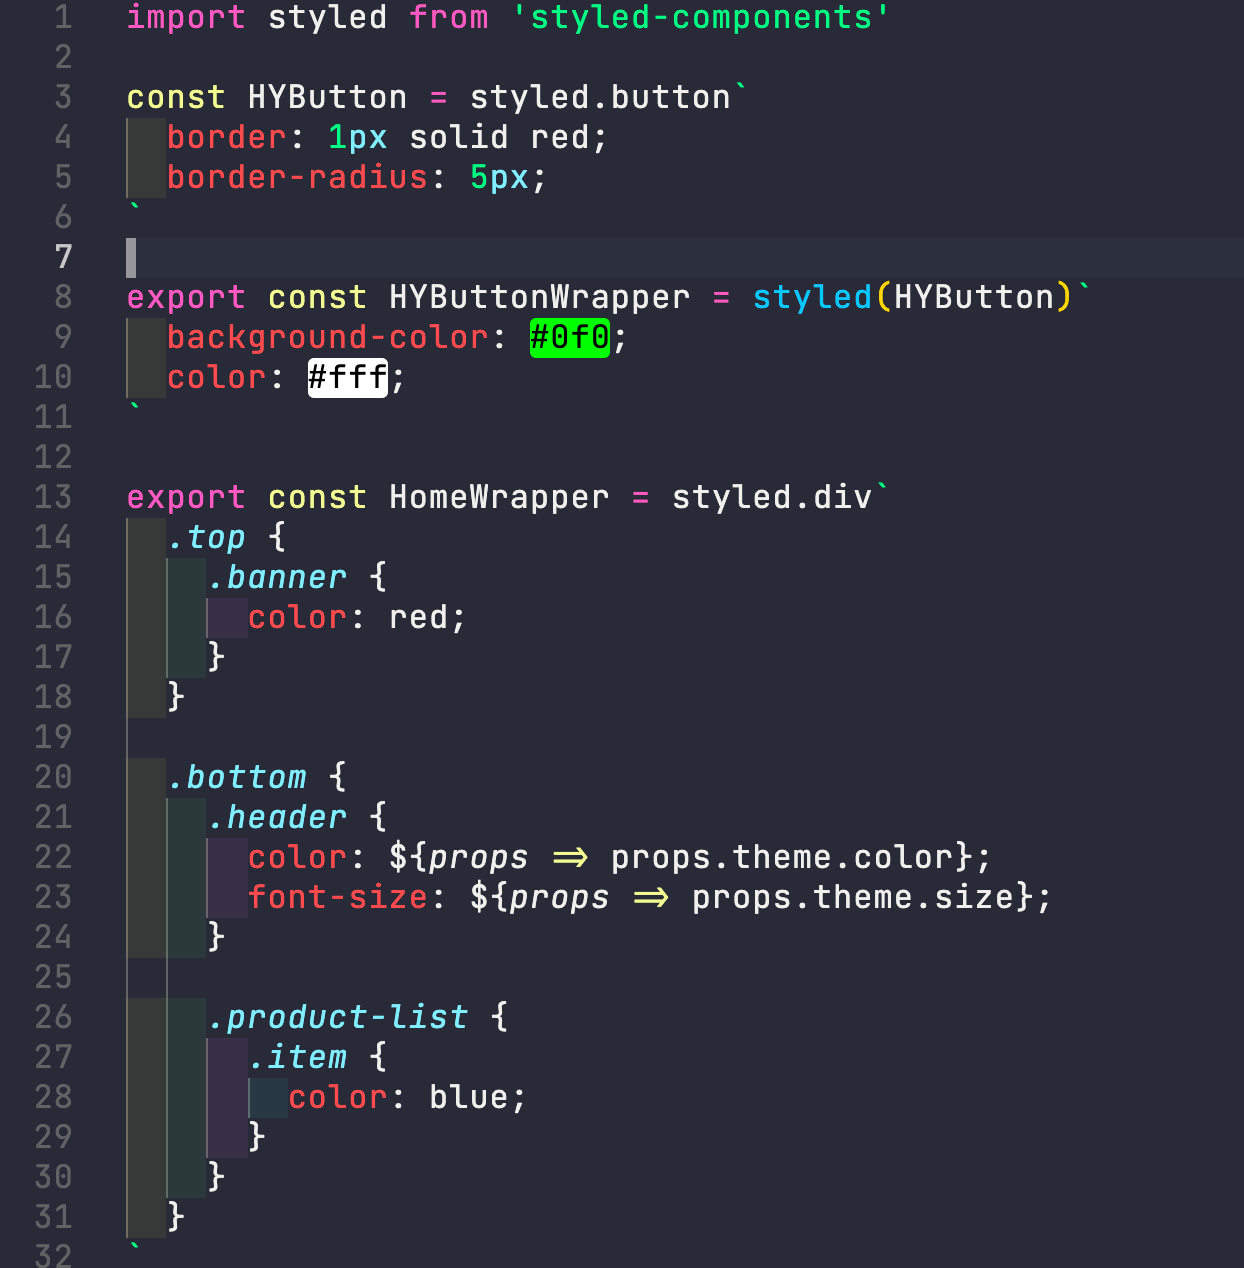 1 import styled from 'styled-components'
2
3 const HYButton = styled.button`
4 border: 1px solid red;
5 border-radius: 5px;
6 `
7
8 export const HYButtonWrapper = styled(HYButton)`
9 background-color: #0f0;
10 color: #fff;
11 `
12
13 export const HomeWrapper = styled.div`
14 .top {
15 .banner {
16 color: red;
17 }
18 }
19
20 .bottom {
21 .header {
22 color: ${props => props.theme.color};
23 font-size: ${props => props.theme.size};
24 }
25
26 .product-list {
27 .item {
28 color: blue;
29 }
30 }
31 }
32 `